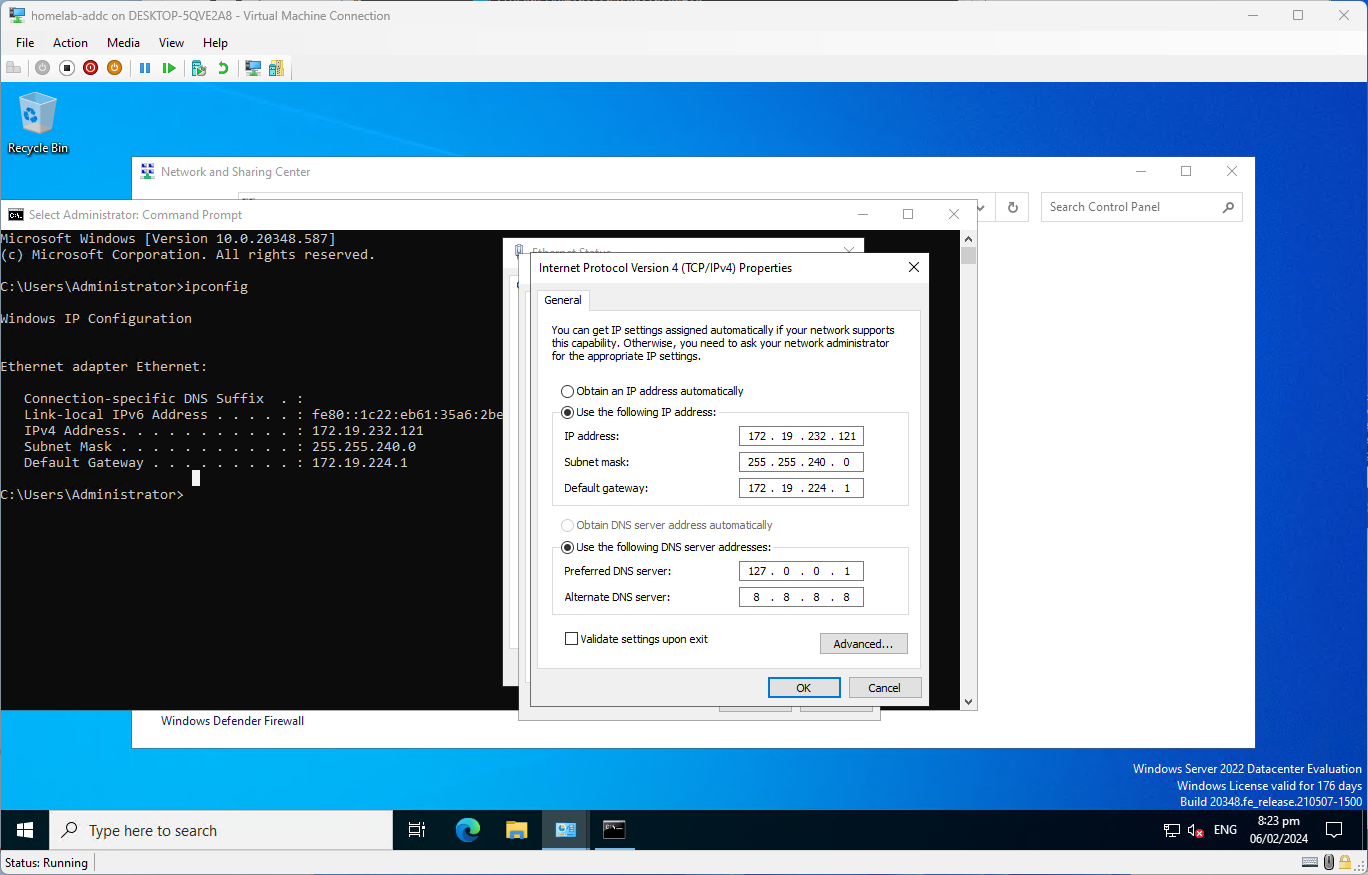 homelab-addc on DESKTOP-5QVE2A8 - Virtual Machine Connection
File Action Media View Help
Recycle Bin
Network and Sharing Center
Search Control Panel
Select Administrator: Command Prompt
Microsoft Windows [Version 10.0.20348.587]
(c) Microsoft Corporation. All rights reserved.
C:\Users\Administrator>ipconfig
Windows IP Configuration
Ethernet adapter Ethernet:
Connection-specific DNS Suffix . :
Link-local IPv6 Address . . . . . : fe80::1c22:eb61:35a6:2be
IPv4 Address. . . . . . . . . . . : 172.19.232.121
Subnet Mask . . . . . . . . . . . : 255.255.240.0
Default Gateway . . . . . . . . . : 172.19.224.1
C:\Users\Administrator>
Ethernet Status
Internet Protocol Version 4 (TCP/IPv4) Properties
General
You can get IP settings assigned automatically if your network supports
this capability. Otherwise, you need to ask your network administrator
for the appropriate IP settings.
Obtain an IP address automatically
Use the following IP address:
IP address: 172 . 19 . 232 . 121
Subnet mask: 255 . 255 . 240 . 0
Default gateway: 172 . 19 . 224 . 1
Obtain DNS server address automatically
Use the following DNS server addresses:
Preferred DNS server: 127 . 0 . 0 . 1
Alternate DNS server: 8 . 8 . 8 . 8
Validate settings upon exit
Advanced...
OK Cancel
Windows Defender Firewall
Windows Server 2022 Datacenter Evaluation
Windows License valid for 176 days
Build 20348.fe_release.210507-1500
Type here to search
ENG
8:23 pm
06/02/2024
Status: Running